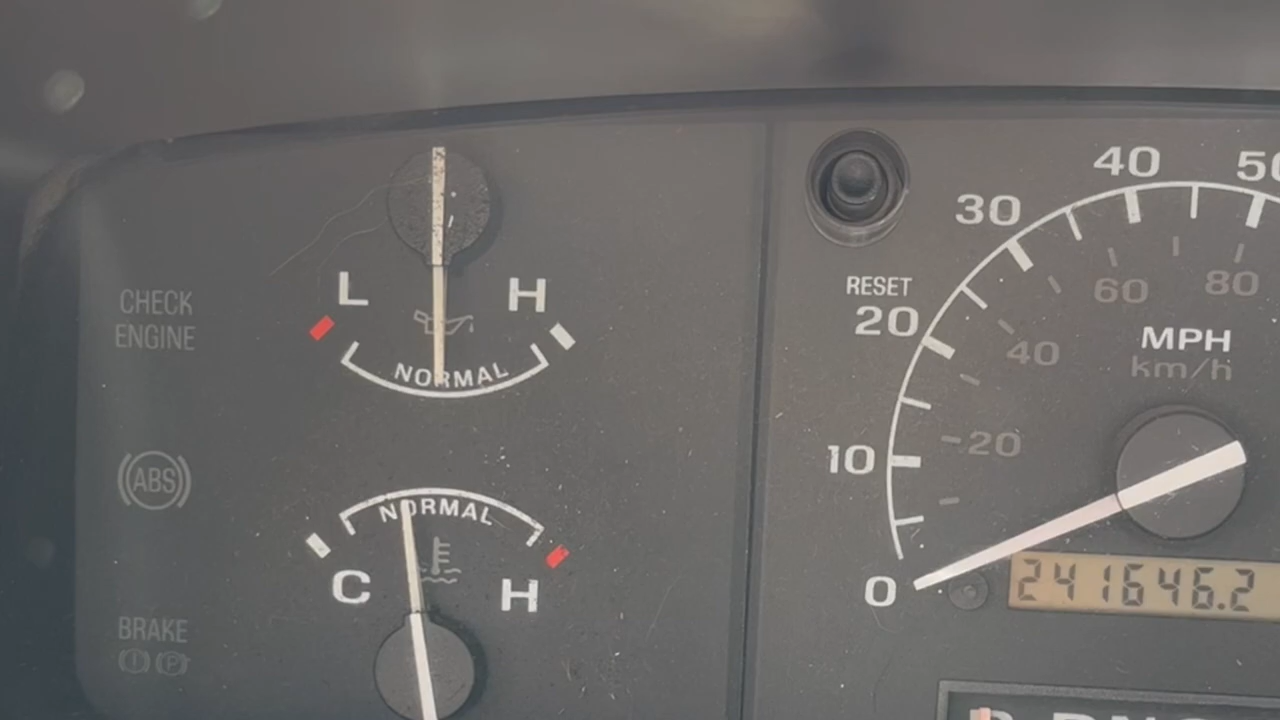 CHECK
ENGINE
ABS
BRAKE
! P
L H
NORMAL
NORMAL
C H
RESET
0
10
20
30
40
50
20
40
60
80
MPH
km/h
241646.2